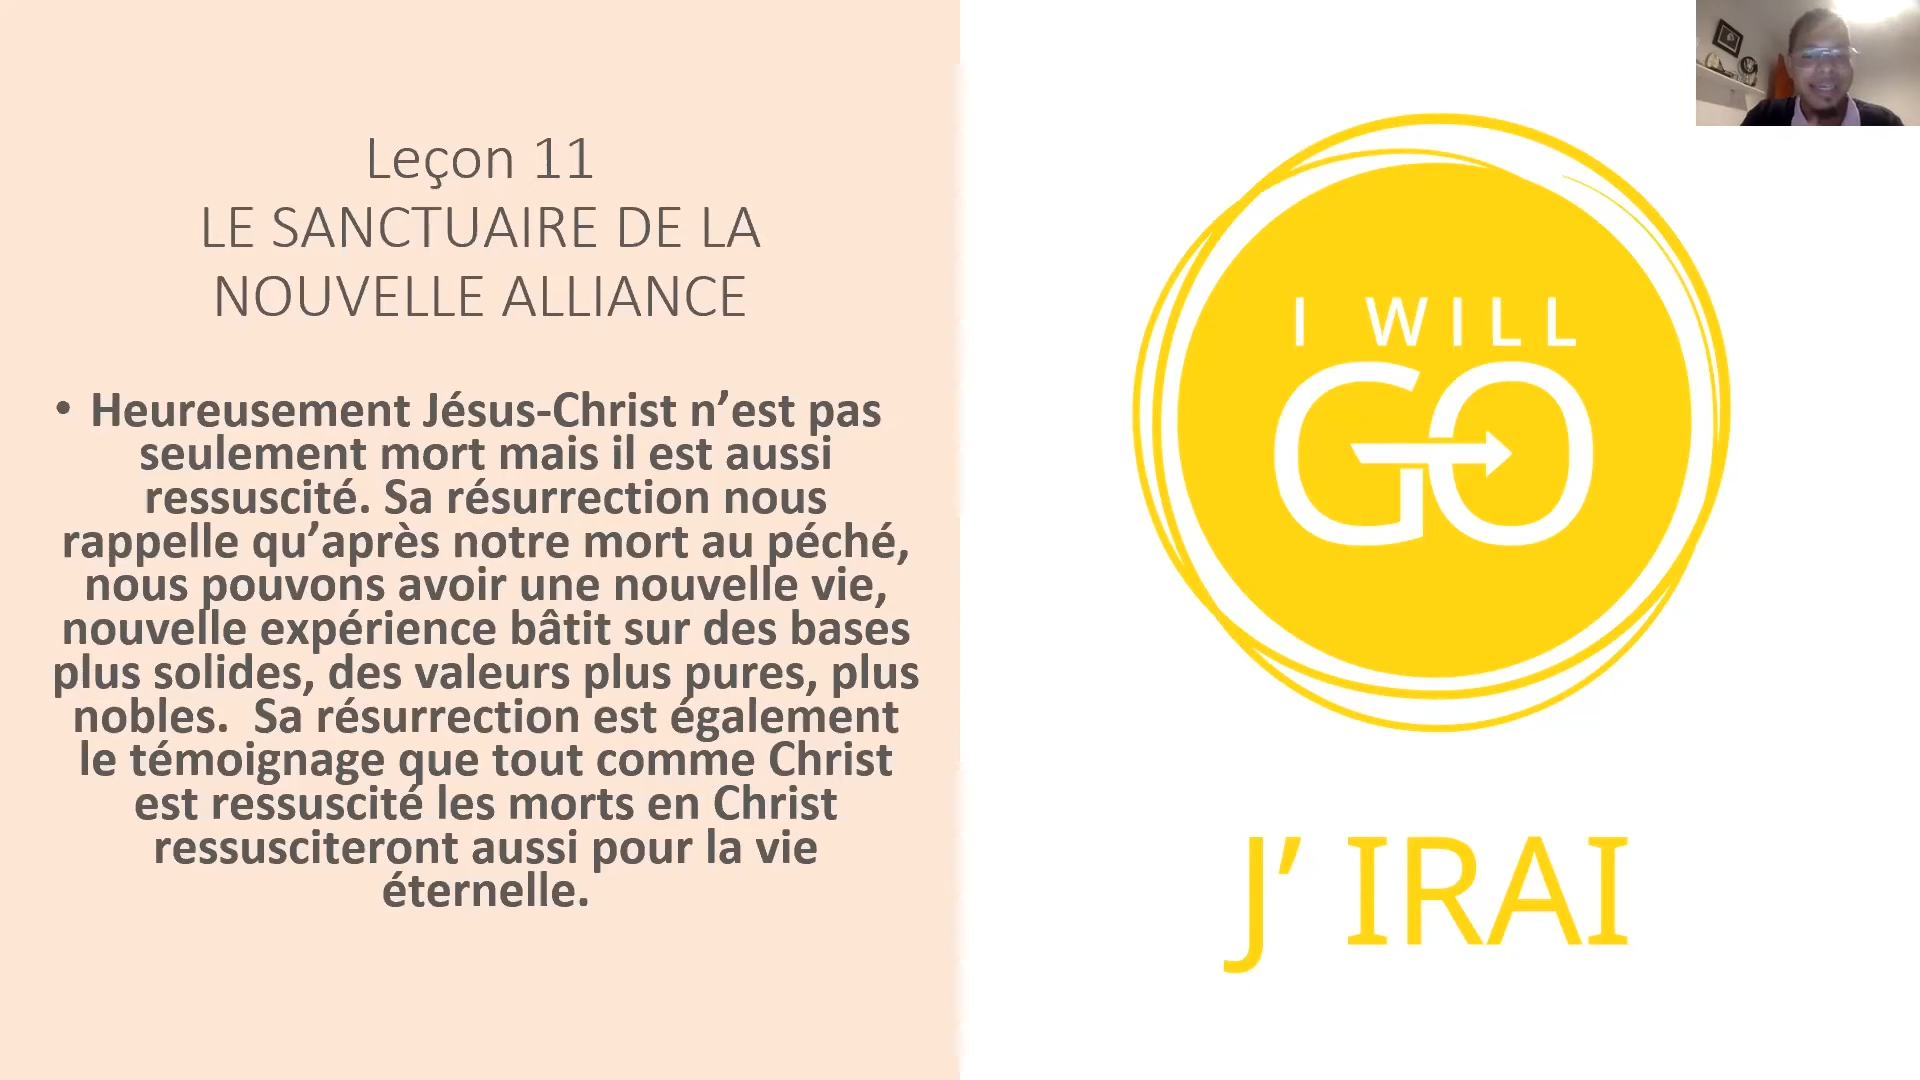 Leçon 11
LE SANCTUAIRE DE LA
NOUVELLE ALLIANCE
• Heureusement Jésus-Christ n’est pas
seulement mort mais il est aussi
ressuscité. Sa résurrection nous
rappelle qu’après notre mort au péché,
nous pouvons avoir une nouvelle vie,
nouvelle expérience bâtit sur des bases
plus solides, des valeurs plus pures, plus
nobles.  Sa résurrection est également
le témoignage que tout comme Christ
est ressuscité les morts en Christ
ressusciteront aussi pour la vie
éternelle.
I WILL
GO
J’ IRAI